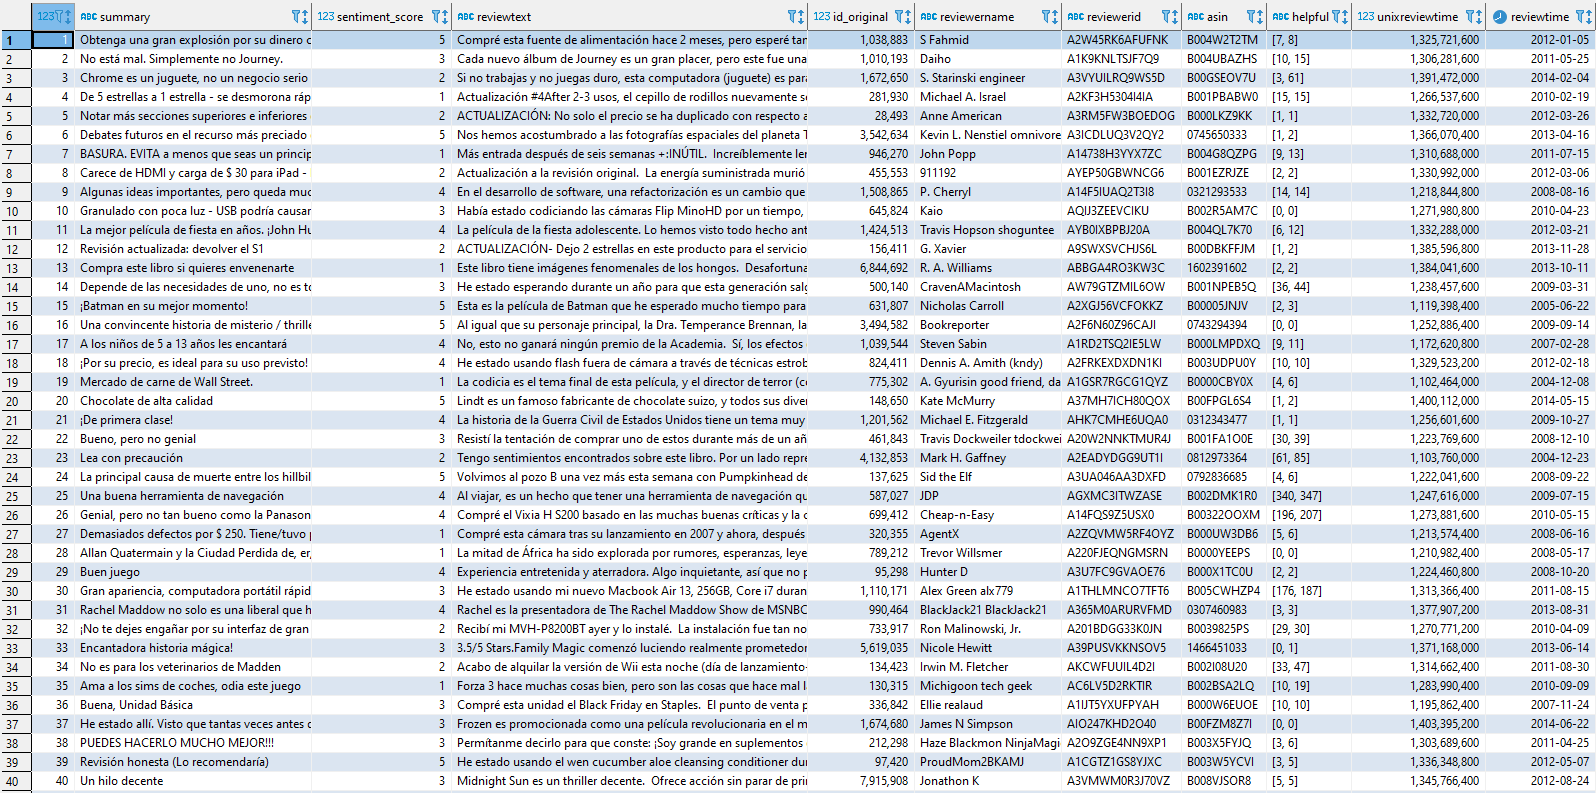 123 ABC summary 123 sentiment_score ABC reviewtext 123 id_original ABC reviewername ABC reviewerid ABC asin ABC helpful 123 unixreviewtime reviewtime
1 1 Obtenga una gran explosión por su dinero c 5 Compré esta fuente de alimentación hace 2 meses, pero esperé tar 1,038,883 S Fahmid A2W45RK6AFUFNK B004W2T2TM [7, 8] 1,325,721,600 2012-01-05
2 2 No está mal. Simplemente no Journey. 3 Cada nuevo álbum de Journey es un gran placer, pero este fue una 1,010,193 Daiho A1K9KNLTSJF7Q9 B004UBAZHS [10, 15] 1,306,281,600 2011-05-25
3 3 Chrome es un juguete, no un negocio serio 2 Si no trabajas y no juegas duro, esta computadora (juguete) es para 1,672,650 S. Starinski engineer A3VYUILRQ9WS5D B00GSEOV7U [3, 61] 1,391,472,000 2014-02-04
4 4 De 5 estrellas a 1 estrella - se desmorona ráp 1 Actualización #4After 2-3 usos, el cepillo de rodillos nuevamente s 281,930 Michael A. Israel A2KF3H5304I4IA B001PBABW0 [15, 15] 1,266,537,600 2010-02-19
5 5 Notar más secciones superiores e inferiores 2 ACTUALIZACIÓN: No solo el precio se ha duplicado con respecto a 28,493 Anne American A3RM5FW3BOEDOG B000LKZ9KK [1, 1] 1,332,720,000 2012-03-26
6 6 Debates futuros en el recurso más preciado 5 Nos hemos acostumbrado a las fotografías espaciales del planeta T 3,542,634 Kevin L. Nenstiel omnivore A3ICDLUQ3V2QY2 0745650333 [1, 2] 1,366,070,400 2013-04-16
7 7 BASURA. EVITA a menos que seas un princip 1 Más entrada después de seis semanas +:INÚTIL. Increíblemente ler 946,270 John Popp A14738H3YYX7ZC B004G8QZPG [9, 13] 1,310,688,000 2011-07-15
8 8 Carece de HDMI y carga de $ 30 para iPad - 2 Actualización a la revisión original. La energía suministrada murió 455,553 911192 AYEP50GBWNCG6 B001EZRJZE [2, 2] 1,330,992,000 2012-03-06
9 9 Algunas ideas importantes, pero queda muc 4 En el desarrollo de software, una refactorización es un cambio que 1,508,865 P. Cherryl A14F5IUAQ2T3I8 0321293533 [14, 14] 1,218,844,800 2008-08-16
10 10 Granulado con poca luz - USB podría causar 3 Había estado codiciando las cámaras Flip MinoHD por un tiempo, 645,824 Kaio AQIJ3ZEEVCIKU B002R5AM7C [0, 0] 1,271,980,800 2010-04-23
11 11 La mejor película de fiesta en años. ¡John Hu 4 La película de la fiesta adolescente. Lo hemos visto todo hecho ant 1,424,513 Travis Hopson shoguntee AYB0IXBPBJ20A B004QL7K70 [6, 12] 1,332,288,000 2012-03-21
12 12 Revisión actualizada: devolver el S1 2 ACTUALIZACIÓN- Dejo 2 estrellas en este producto para el servicio 156,411 G. Xavier A9SWXSVCHJS6L B00DBKFFJM [1, 2] 1,385,596,800 2013-11-28
13 13 Compra este libro si quieres envenenarte 1 Este libro tiene imágenes fenomenales de los hongos. Desafortuna 6,844,692 R. A. Williams ABBGA4RO3KW3C 1602391602 [2, 2] 1,384,041,600 2013-10-11
14 14 Depende de las necesidades de uno, no es to 3 He estado esperando durante un año para que esta generación salg 500,140 CravenAMacintosh AW79GTZMIL6OW B001NPEB5Q [36, 44] 1,238,457,600 2009-03-31
15 15 ¡Batman en su mejor momento! 5 Esta es la película de Batman que he esperado mucho tiempo para 631,807 Nicholas Carroll A2XGJ56VCFOKKZ B00005JNJV [2, 3] 1,119,398,400 2005-06-22
16 16 Una convincente historia de misterio / thrille 5 Al igual que su personaje principal, la Dra. Temperance Brennan, la 3,494,582 Bookreporter A2F6N60Z96CAJI 0743294394 [0, 0] 1,252,886,400 2009-09-14
17 17 A los niños de 5 a 13 años les encantará 4 No, esto no ganará ningún premio de la Academia. Sí, los efectos 1,039,544 Steven Sabin A1RD2TSQ2IE5LW B000LMPDXQ [9, 11] 1,172,620,800 2007-02-28
18 18 ¡Por su precio, es ideal para su uso previsto! 4 He estado usando flash fuera de cámara a través de técnicas estrob 824,411 Dennis A. Amith (kndy) A2FRKEXDXDN1KI B003UDPU0Y [10, 10] 1,329,523,200 2012-02-18
19 19 Mercado de carne de Wall Street. 1 La codicia es el tema final de esta película, y el director de terror (c 775,302 A. Gyurisin good friend, da A1GSR7RGCG1QYZ B0000CBY0X [4, 6] 1,102,464,000 2004-12-08
20 20 Chocolate de alta calidad 5 Lindt es un famoso fabricante de chocolate suizo, y todos sus diver 148,650 Kate McMurry A37MH7ICH80QOX B00FPGL6S4 [1, 2] 1,400,112,000 2014-05-15
21 21 ¡De primera clase! 4 La historia de la Guerra Civil de Estados Unidos tiene un tema muy 1,201,562 Michael E. Fitzgerald AHK7CMHE6UQA0 0312343477 [1, 1] 1,256,601,600 2009-10-27
22 22 Bueno, pero no genial 3 Resistí la tentación de comprar uno de estos durante más de un añ 461,843 Travis Dockweiler tdockwei A20W2NNKTMUR4J B001FA1O0E [30, 39] 1,223,769,600 2008-12-10
23 23 Lea con precaución 2 Tengo sentimientos encontrados sobre este libro. Por un lado repre 4,132,853 Mark H. Gaffney A2EADYDGG9UT1I 0812973364 [61, 85] 1,103,760,000 2004-12-23
24 24 La principal causa de muerte entre los hillbil 5 Volvimos al pozo B una vez más esta semana con Pumpkinhead de 137,625 Sid the Elf A3UA046AA3DXFD 0792836685 [4, 6] 1,222,041,600 2008-09-22
25 25 Una buena herramienta de navegación 4 Al viajar, es un hecho que tener una herramienta de navegación qu 587,027 JDP AGXMC3ITWZASE B002DMK1R0 [340, 347] 1,247,616,000 2009-07-15
26 26 Genial, pero no tan bueno como la Panason 4 Compré el Vixia H S200 basado en las muchas buenas críticas y la c 699,412 Cheap-n-Easy A14FQS9Z5USX0 B00322OOXM [196, 207] 1,273,881,600 2010-05-15
27 27 Demasiados defectos por $ 250. Tiene/tuvo 1 Compré esta cámara tras su lanzamiento en 2007 y ahora, después 320,355 AgentX A2ZQVMW5RF4OYZ B000UW3DB6 [5, 6] 1,213,574,400 2008-06-16
28 28 Allan Quatermain y la Ciudad Perdida de, er, 1 La mitad de África ha sido explorada por rumores, esperanzas, leye 789,212 Trevor Willsmer A220FJEQNGMSRN B0000YEEPS [0, 0] 1,210,982,400 2008-05-17
29 29 Buen juego 4 Experiencia entretenida y aterradora. Algo inquietante, así que no p 95,298 Hunter D A3U7FC9GVAOE76 B000X1TC0U [2, 2] 1,224,460,800 2008-10-20
30 30 Gran apariencia, computadora portátil rápid 3 He estado usando mi nuevo Macbook Air 13, 256GB, Core i7 duran 1,110,171 Alex Green alx779 A1THLMNCO7TFT6 B005CWHZP4 [176, 187] 1,313,366,400 2011-08-15
31 31 Rachel Maddow no solo es una liberal que h 4 Rachel es la presentadora de The Rachel Maddow Show de MSNBC 990,464 BlackJack21 BlackJack21 A365M0ARURVFMD 0307460983 [3, 3] 1,377,907,200 2013-08-31
32 32 ¡No te dejes engañar por su interfaz de gran 2 Recibí mi MVH-P8200BT ayer y lo instalé. La instalación fue tan no 733,917 Ron Malinowski, Jr. A201BDGG33K0JN B0039825PS [29, 30] 1,270,771,200 2010-04-09
33 33 Encantadora historia mágica! 3 3.5/5 Stars.Family Magic comenzó luciendo realmente prometedor 5,619,035 Nicole Hewitt A39PUSVKKNSOV5 1466451033 [0, 1] 1,371,168,000 2013-06-14
34 34 No es para los veterinarios de Madden 2 Acabo de alquilar la versión de Wii esta noche (día de lanzamiento- 134,423 Irwin M. Fletcher AKCWFUUIL4D2I B002I08U20 [33, 47] 1,314,662,400 2011-08-30
35 35 Ama a los sims de coches, odia este juego 1 Forza 3 hace muchas cosas bien, pero son las cosas que hace mal l 130,315 Michigoon tech geek AC6LV5D2RKTIR B002BSA2LQ [10, 19] 1,283,990,400 2010-09-09
36 36 Buena, Unidad Básica 3 Compré esta unidad el Black Friday en Staples. El punto de venta p 336,842 Ellie realaud A1IJT5YXUFPYAH B000W6EUOE [10, 10] 1,195,862,400 2007-11-24
37 37 He estado allí. Visto que tantas veces antes c 3 Frozen es promocionada como una película revolucionaria en el m 1,674,680 James N Simpson AIO247KHD2O40 B00FZM8Z7I [0, 0] 1,403,395,200 2014-06-22
38 38 PUEDES HACERLO MUCHO MEJOR!!! 3 Permítanme decirlo para que conste: ¡Soy grande en suplementos 212,298 Haze Blackmon NinjaMagi A2O9ZGE4NN9XP1 B003X5FYJQ [3, 6] 1,303,689,600 2011-04-25
39 39 Revisión honesta (Lo recomendaría) 5 He estado usando el wen cucumber aloe cleansing conditioner dur 97,420 ProudMom2BKAMJ A1CGTZ1GS8YJXC B003W5YCVI [3, 5] 1,336,348,800 2012-05-07
40 40 Un hilo decente 3 Midnight Sun es un thriller decente. Ofrece acción sin parar de prir 7,915,908 Jonathon K A3VMWM0R3J70VZ B008VJSOR8 [5, 5] 1,345,766,400 2012-08-24